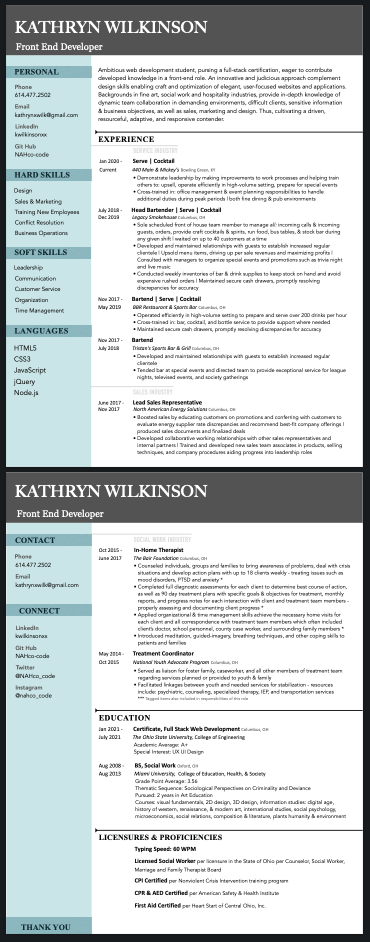 KATHRYN WILKINSON
Front End Developer
PERSONAL
Phone
614.477.2502
Email
kathrynxwilk@gmail.com
LinkedIn
kwilkinsonxx
Git Hub
NAHco-code
HARD SKILLS
Design
Sales & Marketing
Training New Employees
Conflict Resolution
Business Operations
SOFT SKILLS
Leadership
Communication
Customer Service
Organization
Time Management
LANGUAGES
HTML5
CSS3
JavaScript
jQuery
Node.js
Ambitious web development student, pursing a full-stack certification, eager to contribute
developed knowledge in a front-end role. An innovative and judicious approach complement
design skills enabling craft and optimization of elegant, user-focused websites and applications.
Backgrounds in fine art, social work and hospitality industries, provide in-depth knowledge of
dynamic team collaboration in demanding environments, difficult clients, sensitive information
& business objectives, as well as sales, marketing and design. Thus, cultivating a driven,
resourceful, adaptive, and responsive contender.
EXPERIENCE
SERVICE INDUSTRY
Jan 2020 - Serve | Cocktail
Current 440 Main & Mickey's Bowling Green, KY
• Demonstrate leadership by making improvements to work processes and helping train
others to: upsell, operate efficiently in high-volume setting, prepare for special events
• Cross-trained in: office management & event planning responsibilities to handle
additional duties during peak periods | both fine dining & pub environments
July 2018 - Head Bartender | Serve | Cocktail
Dec 2019 Legacy Smokehouse Columbus, OH
• Sole scheduled front of house team member to manage all: incoming calls & incoming
guests, orders, provide craft cocktails & spirits, run food, bus tables, & stock bar during
any given shift | waited on up to 40 customers at a time
• Developed and maintained relationships with guests to establish increased regular
clientele | Upsold menu items, driving up per sale revenues and maximizing profits |
Consulted with managers to organize special events and promotions such as trivia night
and live music
• Conducted weekly inventories of bar & drink supplies to keep stock on hand and avoid
expensive rushed orders | Maintained secure cash drawers, promptly resolving
discrepancies for accuracy
Nov 2017 - Bartend | Serve | Cocktail
May 2019 BBR Restaurant & Sports Bar Columbus, OH
• Operated efficiently in high-volume setting to prepare and serve over 200 drinks per hour
• Cross-trained in: bar, cocktail, and bottle service to provide support where needed
• Maintained cash drawers, promptly resolving discrepancies for accuracy
Nov 2017 - Bartend
July 2018 Tristan's Sports Bar & Grill Columbus, OH
• Developed and maintained relationships with guests to establish increased regular
clientele
• Tended bar at special events and directed team to provide exceptional service for league
nights, televised events, and society gatherings
SALES INDUSTRY
June 2017 - Lead Sales Representative
Nov 2017 North American Energy Solutions Columbus, OH
• Boosted sales by educating customers on promotions and conferring with customers to
evaluate energy supplier rate discrepancies and recommend best-fit company offerings |
produced sales documents and finalized deals
• Developed collaborative working relationships with other sales representatives and
internal partners | Trained and developed new sales team associates in products, selling
techniques, and company procedures aiding progress into leadership roles
KATHRYN WILKINSON
Front End Developer
CONTACT
Phone
614.477.2502
Email
kathrynxwilk@gmail.com
CONNECT
LinkedIn
kwilkinsonxx
Git Hub
NAHco-code
Twitter
@NAHco_code
Instagram
@nahco_code
THANK YOU
SOCIAL WORK INDUSTRY
Oct 2015 - In-Home Therapist
June 2017 The Bair Foundation Columbus, OH
• Counseled individuals, groups and families to bring awareness of problems, deal with crisis
situations and develop action plans with up to 18 clients weekly - treating issues such as
mood disorders, PTSD and anxiety *
• Completed full diagnostic assessments for each client to determine best course of action,
as well as 90 day treatment plans with specific goals & objectives for treatment, monthly
reports, and progress notes for each interaction with client and treatment team members -
properly assessing and documenting client progress *
• Applied organizational & time management skills achieve the necessary home visits for
each client and all correspondence with treatment team members which often included
clients doctor, school personnel, county case worker, and surrounding family members *
• Introduced meditation, guided-imagery, breathing techniques, and other coping skills to
patients and families
May 2014 - Treatment Coordinator
Oct 2015 National Youth Advocate Program Columbus, OH
• Served as liaison for foster family, caseworker, and all other members of treatment team
regarding services planned or provided to youth & family
• Facilitated linkages between youth and needed services for stabilization - resources
include: psychiatric, counseling, specialized therapy, IEP, and transportation services
*** Tagged items also included in responsibilities of this role
EDUCATION
Jan 2021 - Certificate, Full Stack Web Development Columbus, OH
July 2021 The Ohio State University, College of Engineering
Academic Average: A+
Special Interest: UX UI Design
Aug 2008 - BS, Social Work Oxford, OH
Aug 2013 Miami University, College of Education, Health, & Society
Grade Point Average: 3.56
Thematic Sequence: Sociological Perspectives on Criminality and Deviance
Pursued: 2 years in Art Education
Courses: visual fundamentals, 2D design, 3D design, information studies: digital age,
history of western, renaissance, & modern art, international studies, social psychology,
microeconomics, social relations, composition & literature, plants humanity & environment
LICENSURES & PROFICIENCIES
Typing Speed: 60 WPM
Licensed Social Worker per licensure in the State of Ohio per Counselor, Social Worker,
Marriage and Family Therapist Board
CPI Certified per Nonviolent Crisis Intervention training program
CPR & AED Certified per American Safety & Health Institute
First Aid Certified per Heart Start of Central Ohio, Inc.